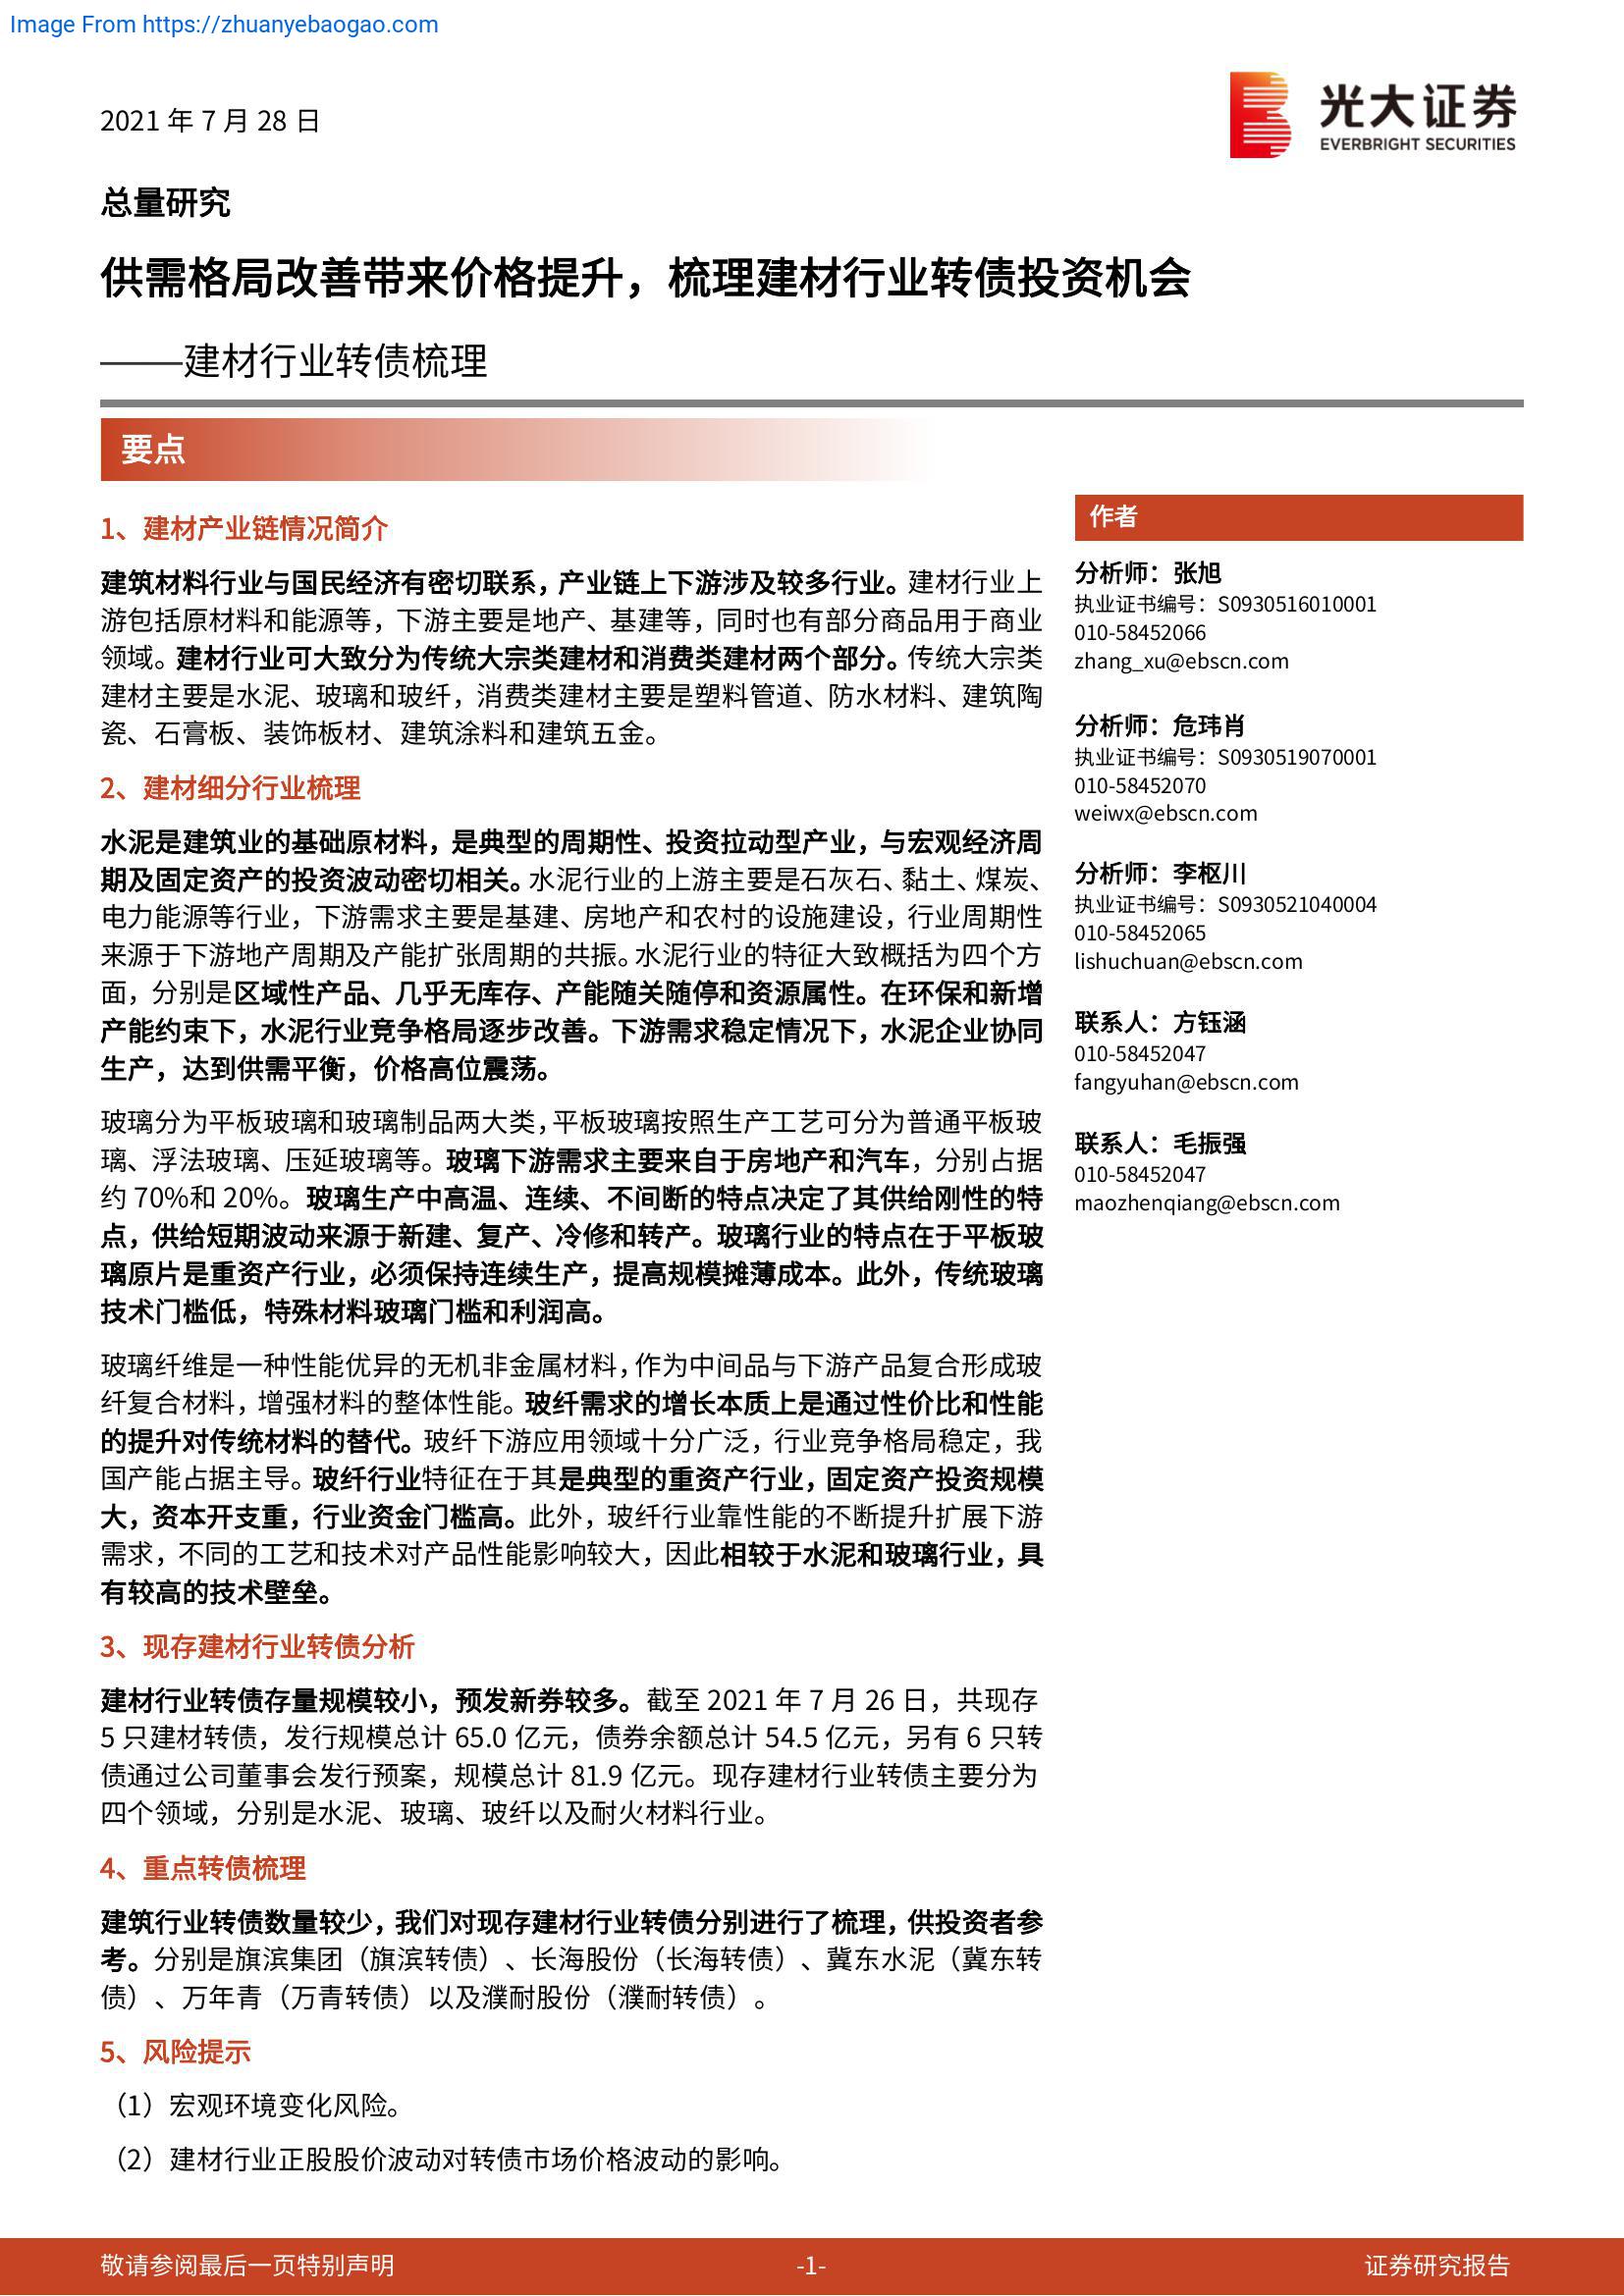 Image From https://zhuanyebaogao.com
2021 年 7 月 28 日
光大证券
EVERBRIGHT SECURITIES
总量研究
供需格局改善带来价格提升，梳理建材行业转债投资机会
——建材行业转债梳理
要点
1、建材产业链情况简介
建筑材料行业与国民经济有密切联系，产业链上下游涉及较多行业。建材行业上
游包括原材料和能源等，下游主要是地产、基建等，同时也有部分商品用于商业
领域。建材行业可大致分为传统大宗类建材和消费类建材两个部分。传统大宗类
建材主要是水泥、玻璃和玻纤，消费类建材主要是塑料管道、防水材料、建筑陶
瓷、石膏板、装饰板材、建筑涂料和建筑五金。
2、建材细分行业梳理
水泥是建筑业的基础原材料，是典型的周期性、投资拉动型产业，与宏观经济周
期及固定资产的投资波动密切相关。水泥行业的上游主要是石灰石、黏土、煤炭、
电力能源等行业，下游需求主要是基建、房地产和农村的设施建设，行业周期性
来源于下游地产周期及产能扩张周期的共振。水泥行业的特征大致概括为四个方
面，分别是区域性产品、几乎无库存、产能随关随停和资源属性。在环保和新增
产能约束下，水泥行业竞争格局逐步改善。下游需求稳定情况下，水泥企业协同
生产，达到供需平衡，价格高位震荡。
玻璃分为平板玻璃和玻璃制品两大类，平板玻璃按照生产工艺可分为普通平板玻
璃、浮法玻璃、压延玻璃等。玻璃下游需求主要来自于房地产和汽车，分别占据
约 70%和 20%。玻璃生产中高温、连续、不间断的特点决定了其供给刚性的特
点，供给短期波动来源于新建、复产、冷修和转产。玻璃行业的特点在于平板玻
璃原片是重资产行业，必须保持连续生产，提高规模摊薄成本。此外，传统玻璃
技术门槛低，特殊材料玻璃门槛和利润高。
玻璃纤维是一种性能优异的无机非金属材料，作为中间品与下游产品复合形成玻
纤复合材料，增强材料的整体性能。玻纤需求的增长本质上是通过性价比和性能
的提升对传统材料的替代。玻纤下游应用领域十分广泛，行业竞争格局稳定，我
国产能占据主导。玻纤行业特征在于其是典型的重资产行业，固定资产投资规模
大，资本开支重，行业资金门槛高。此外，玻纤行业靠性能的不断提升扩展下游
需求，不同的工艺和技术对产品性能影响较大，因此相较于水泥和玻璃行业，具
有较高的技术壁垒。
3、现存建材行业转债分析
建材行业转债存量规模较小，预发新券较多。截至 2021 年 7 月 26 日，共现存
5 只建材转债，发行规模总计 65.0 亿元，债券余额总计 54.5 亿元，另有 6 只转
债通过公司董事会发行预案，规模总计 81.9 亿元。现存建材行业转债主要分为
四个领域，分别是水泥、玻璃、玻纤以及耐火材料行业。
4、重点转债梳理
建筑行业转债数量较少，我们对现存建材行业转债分别进行了梳理，供投资者参
考。分别是旗滨集团（旗滨转债）、长海股份（长海转债）、冀东水泥（冀东转
债）、万年青（万青转债）以及濮耐股份（濮耐转债）。
5、风险提示
（1）宏观环境变化风险。
（2）建材行业正股股价波动对转债市场价格波动的影响。
作者
分析师：张旭
执业证书编号：S0930516010001
010-58452066
zhang_xu@ebscn.com
分析师：危玮肖
执业证书编号：S0930519070001
010-58452070
weiwx@ebscn.com
分析师：李枢川
执业证书编号：S0930521040004
010-58452065
lishuchuan@ebscn.com
联系人：方钰涵
010-58452047
fangyuhan@ebscn.com
联系人：毛振强
010-58452047
maozhenqiang@ebscn.com
敬请参阅最后一页特别声明
-1-
证券研究报告